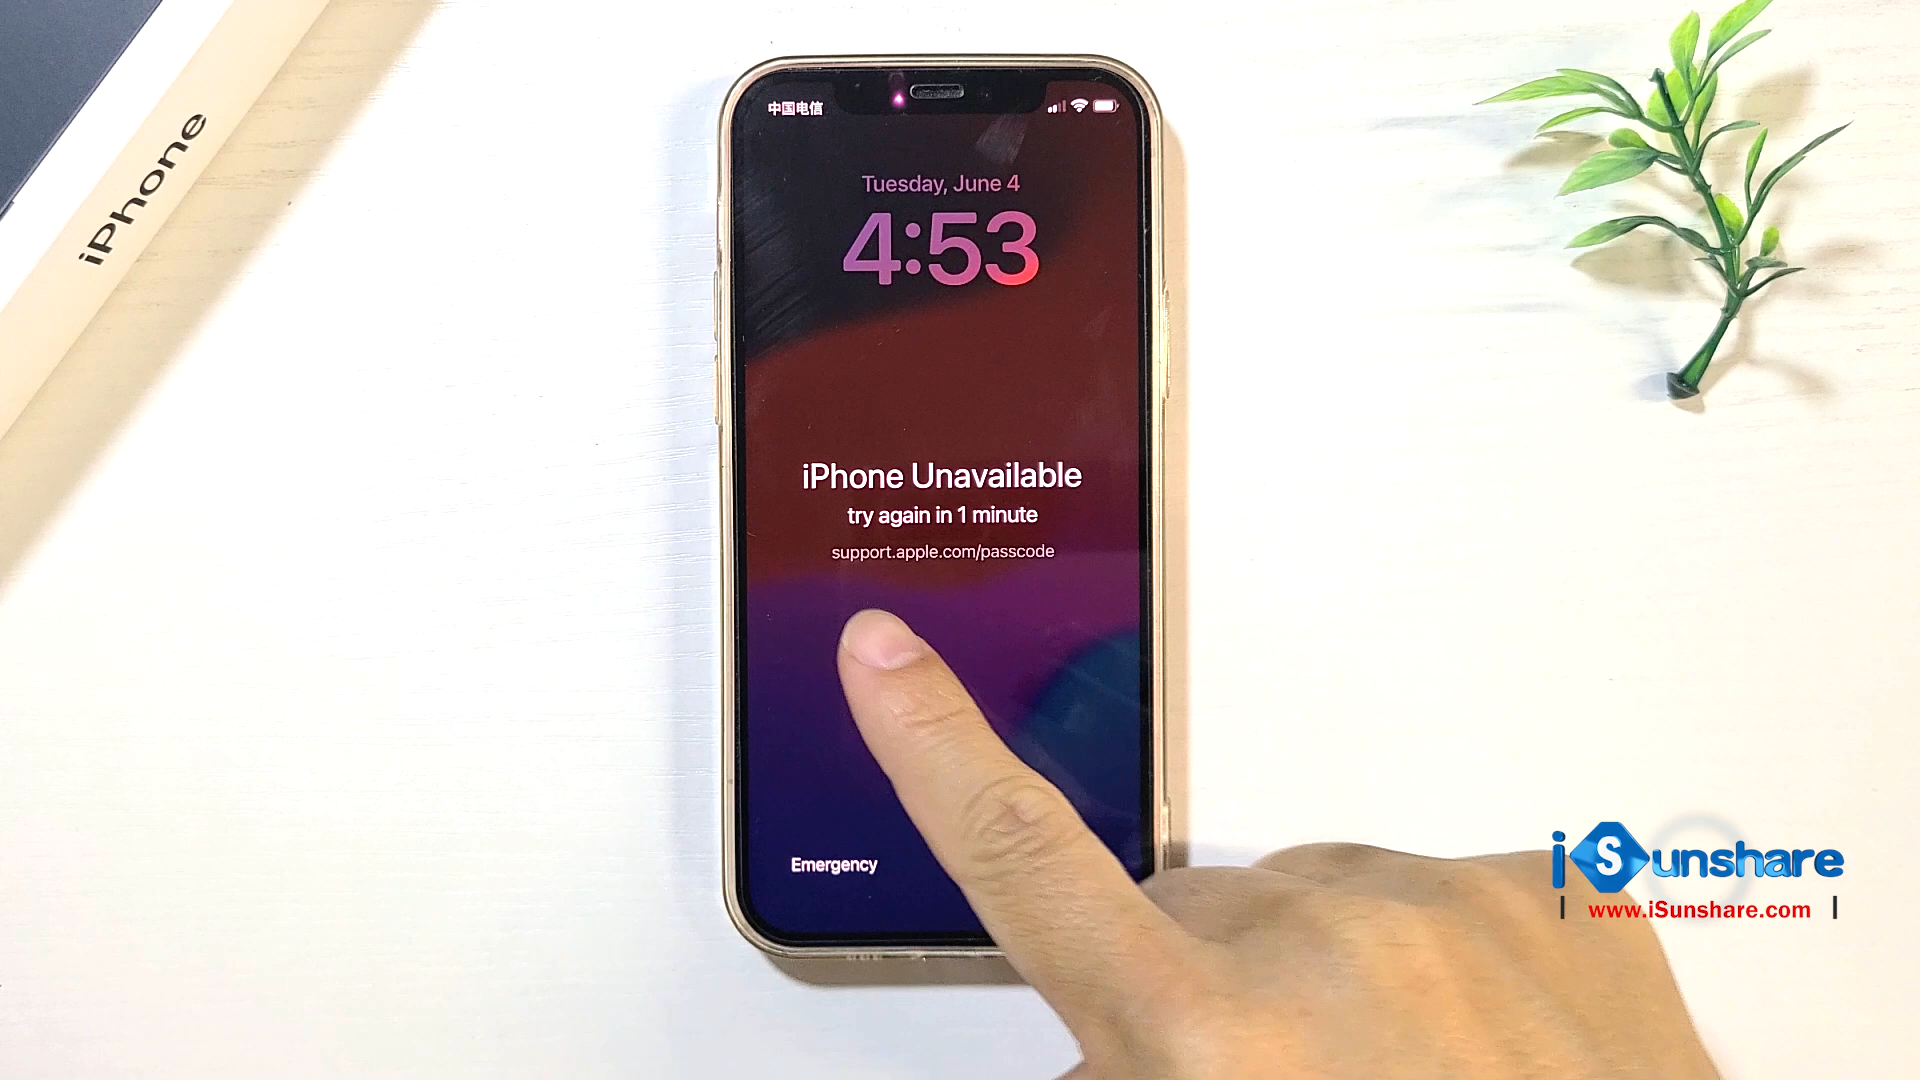 iPhone
中国电信
Tuesday, June 4
4:53
iPhone Unavailable
try again in 1 minute
support.apple.com/passcode
Emergency
iSunshare
www.iSunshare.com